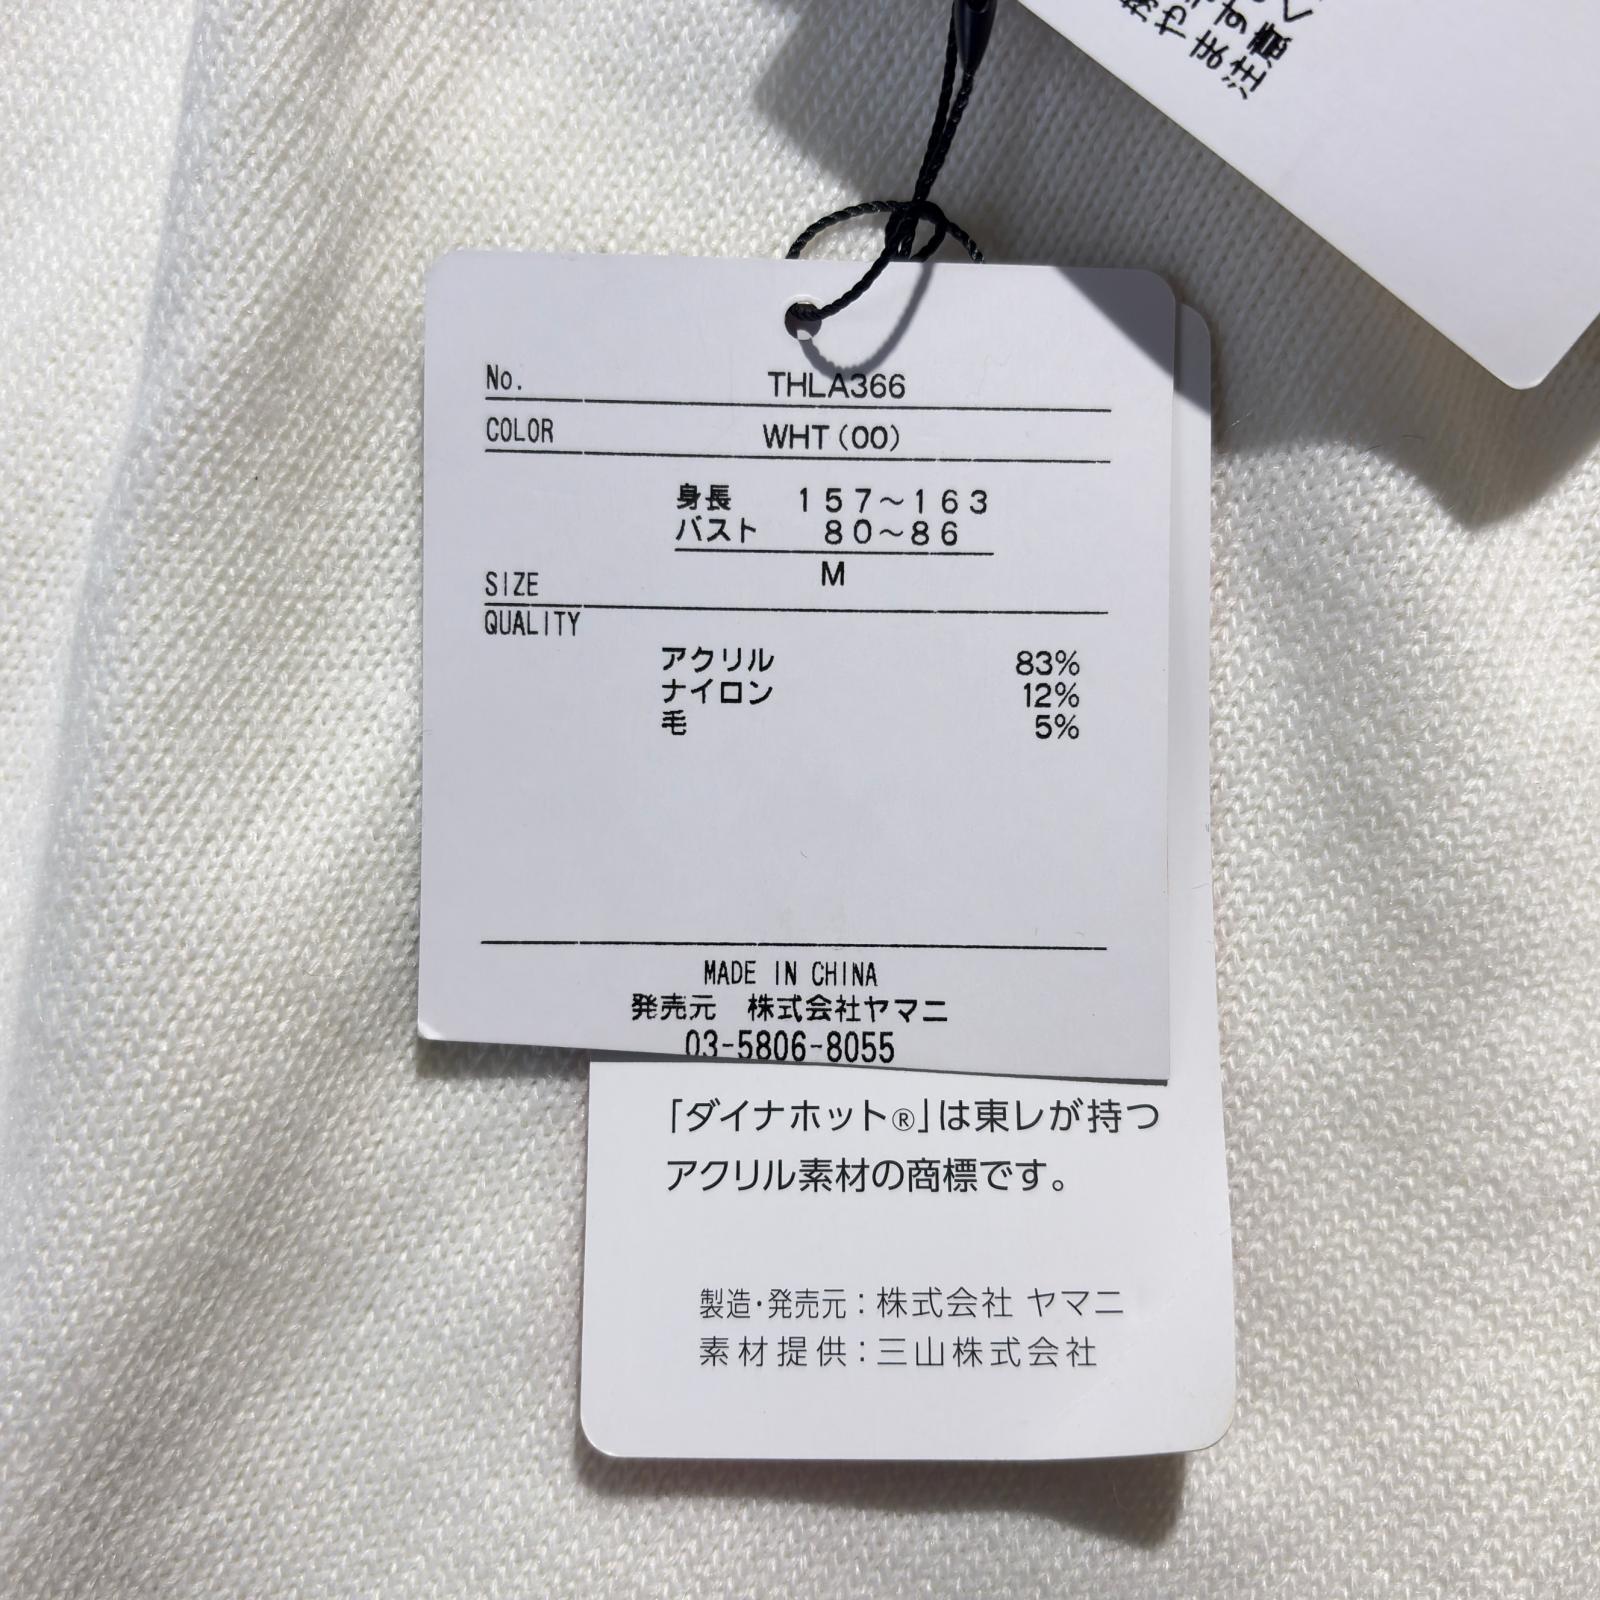 注意く
No. THLA366
COLOR WHT(00)
身長 157~163
バスト 80~86
SIZE M
QUALITY
アクリル 83%
ナイロン 12%
毛 5%
MADE IN CHINA
発売元 株式会社ヤマニ
03-5806-8055
「ダイナホット®」は東レが持つ
アクリル素材の商標です。
製造・発売元：株式会社 ヤマニ
素材提供：三山株式会社